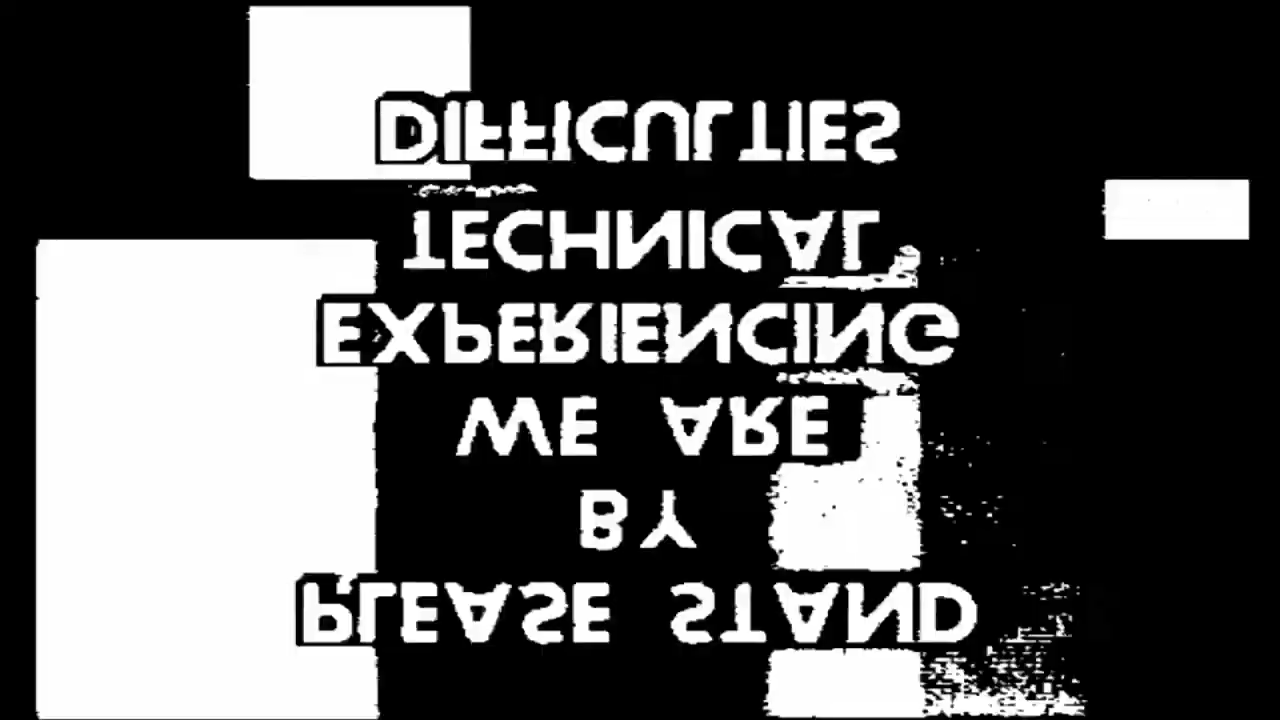 PLEASE STAND
BY
WE ARE
EXPERIENCING
TECHNICAL
DIFFICULTIES